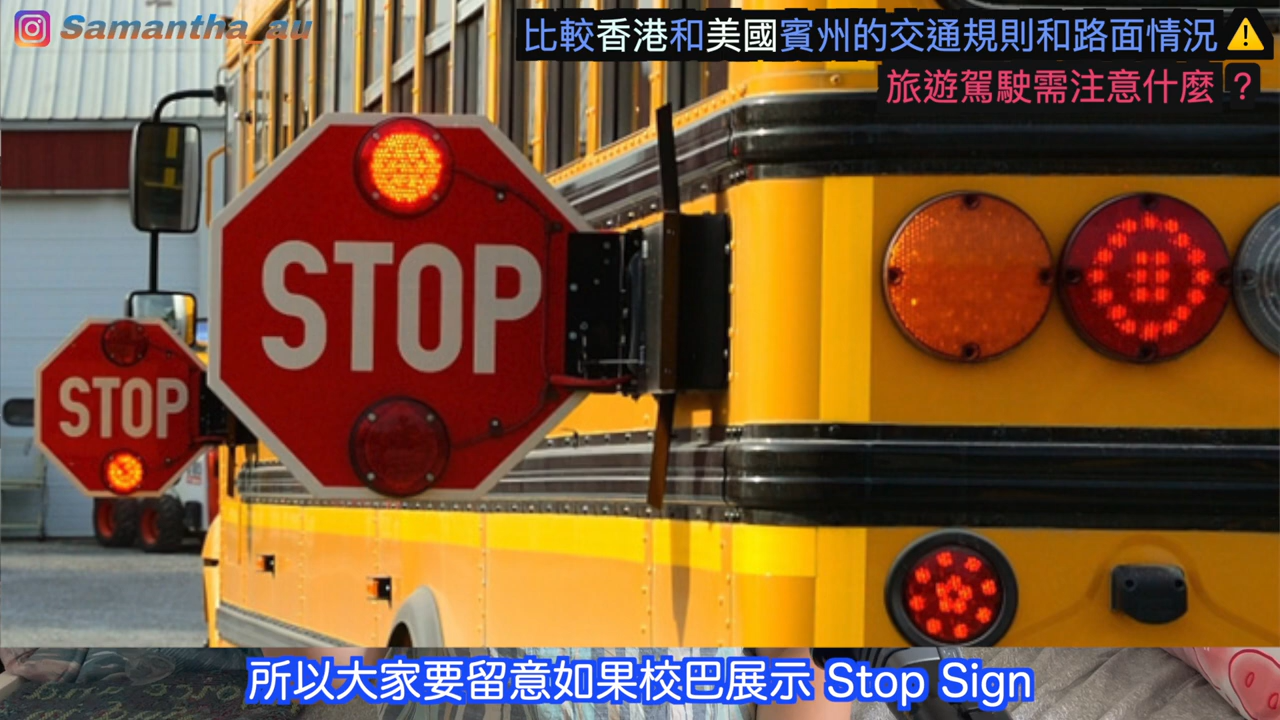 Samantha_au
比較香港和美國賓州的交通規則和路面情況⚠️
旅遊駕駛需注意什麼？
STOP
STOP
所以大家要留意如果校巴展示 Stop Sign